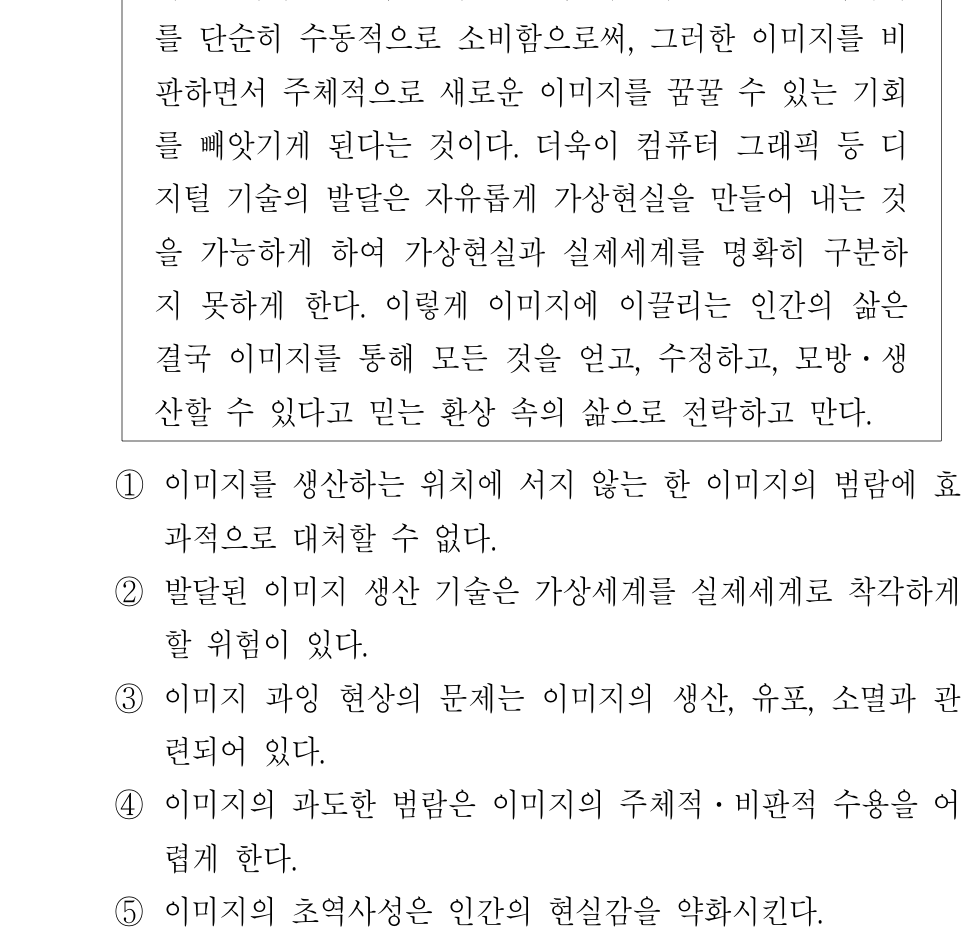 를 단순히 수동적으로 소비함으로써, 그러한 이미지를 비
판하면서 주체적으로 새로운 이미지를 꿈꿀 수 있는 기회
를 빼앗기게 된다는 것이다. 더욱이 컴퓨터 그래픽 등 디
지털 기술의 발달은 자유롭게 가상현실을 만들어 내는 것
을 가능하게 하여 가상현실과 실제세계를 명확히 구분하
지 못하게 한다. 이렇게 이미지에 이끌리는 인간의 삶은
결국 이미지를 통해 모든 것을 얻고, 수정하고, 모방·생
산할 수 있다고 믿는 환상 속의 삶으로 전락하고 만다.
① 이미지를 생산하는 위치에 서지 않는 한 이미지의 범람에 효
과적으로 대처할 수 없다.
② 발달된 이미지 생산 기술은 가상세계를 실제세계로 착각하게
할 위험이 있다.
③ 이미지 과잉 현상의 문제는 이미지의 생산, 유포, 소멸과 관
련되어 있다.
④ 이미지의 과도한 범람은 이미지의 주체적·비판적 수용을 어
렵게 한다.
⑤ 이미지의 초역사성은 인간의 현실감을 약화시킨다.